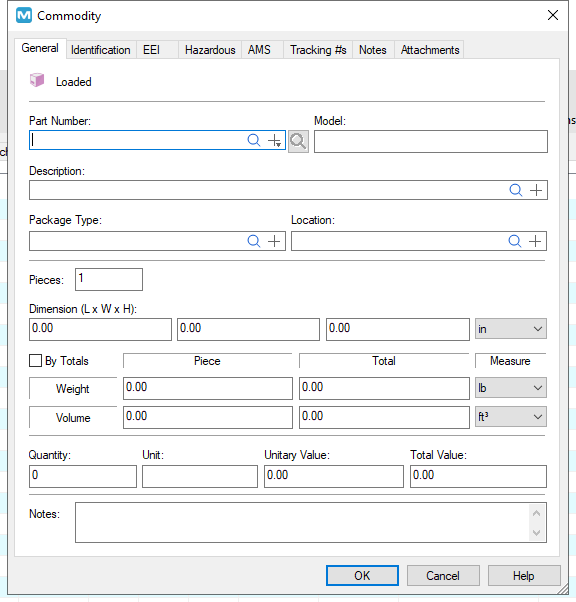 Commodity
General Identification EEI Hazardous AMS Tracking #s Notes Attachments
Loaded
Part Number: Model:
Description:
Package Type: Location:
Pieces: 1
Dimension (L x W x H):
0.00 0.00 0.00 in
By Totals Piece Total Measure
Weight 0.00 0.00 lb
Volume 0.00 0.00 ft³
Quantity: Unit: Unitary Value: Total Value:
0 0.00 0.00
Notes:
OK Cancel Help